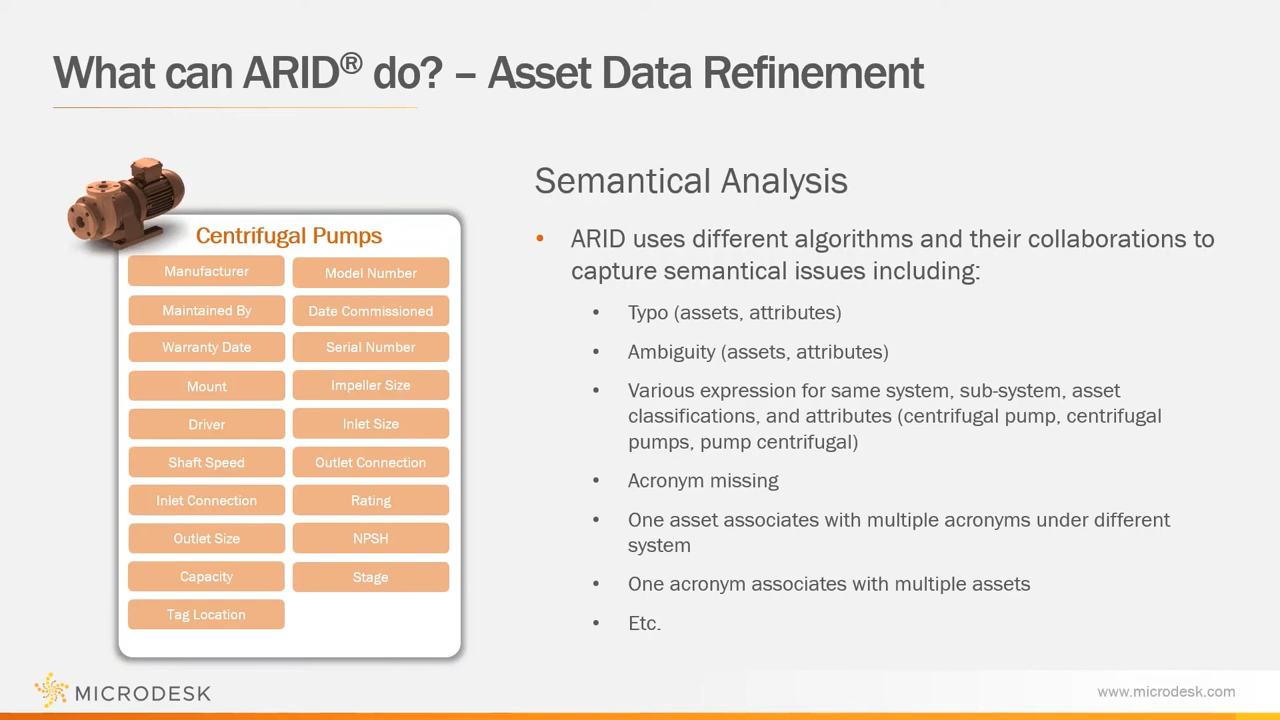 What can ARID® do? – Asset Data Refinement
Centrifugal Pumps
Manufacturer
Model Number
Maintained By
Date Commissioned
Warranty Date
Serial Number
Mount
Impeller Size
Driver
Inlet Size
Shaft Speed
Outlet Connection
Inlet Connection
Rating
Outlet Size
NPSH
Capacity
Stage
Tag Location
Semantical Analysis
• ARID uses different algorithms and their collaborations to
capture semantical issues including:
• Typo (assets, attributes)
• Ambiguity (assets, attributes)
• Various expression for same system, sub-system, asset
classifications, and attributes (centrifugal pump, centrifugal
pumps, pump centrifugal)
• Acronym missing
• One asset associates with multiple acronyms under different
system
• One acronym associates with multiple assets
• Etc.
MICRODESK
www.microdesk.com